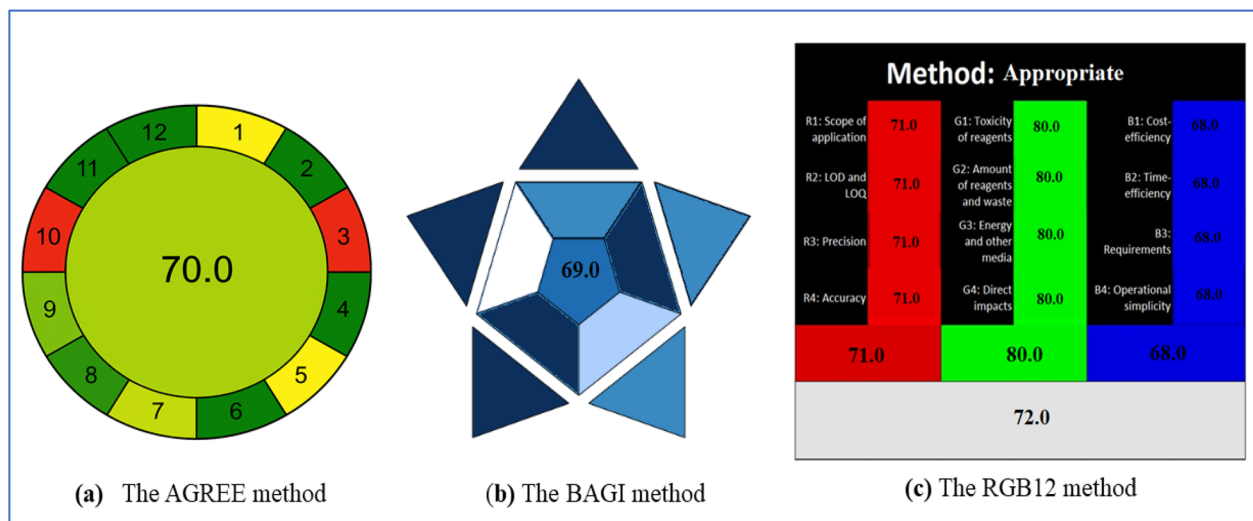 12
1
11
2
10
3
70.0
9
4
8
5
7
6
(a) The AGREE method
69.0
(b) The BAGI method
Method: Appropriate
R1: Scope of
application
71.0
G1: Toxicity
of reagents
80.0
B1: Cost-
efficiency
68.0
R2: LOD and
LOQ
71.0
G2: Amount
of reagents
and waste
80.0
B2: Time-
efficiency
68.0
R3: Precision
71.0
G3: Energy
and other
media
80.0
B3:
Requirements
68.0
R4: Accuracy
71.0
G4: Direct
impacts
80.0
B4: Operational
simplicity
68.0
71.0
80.0
68.0
72.0
(c) The RGB12 method